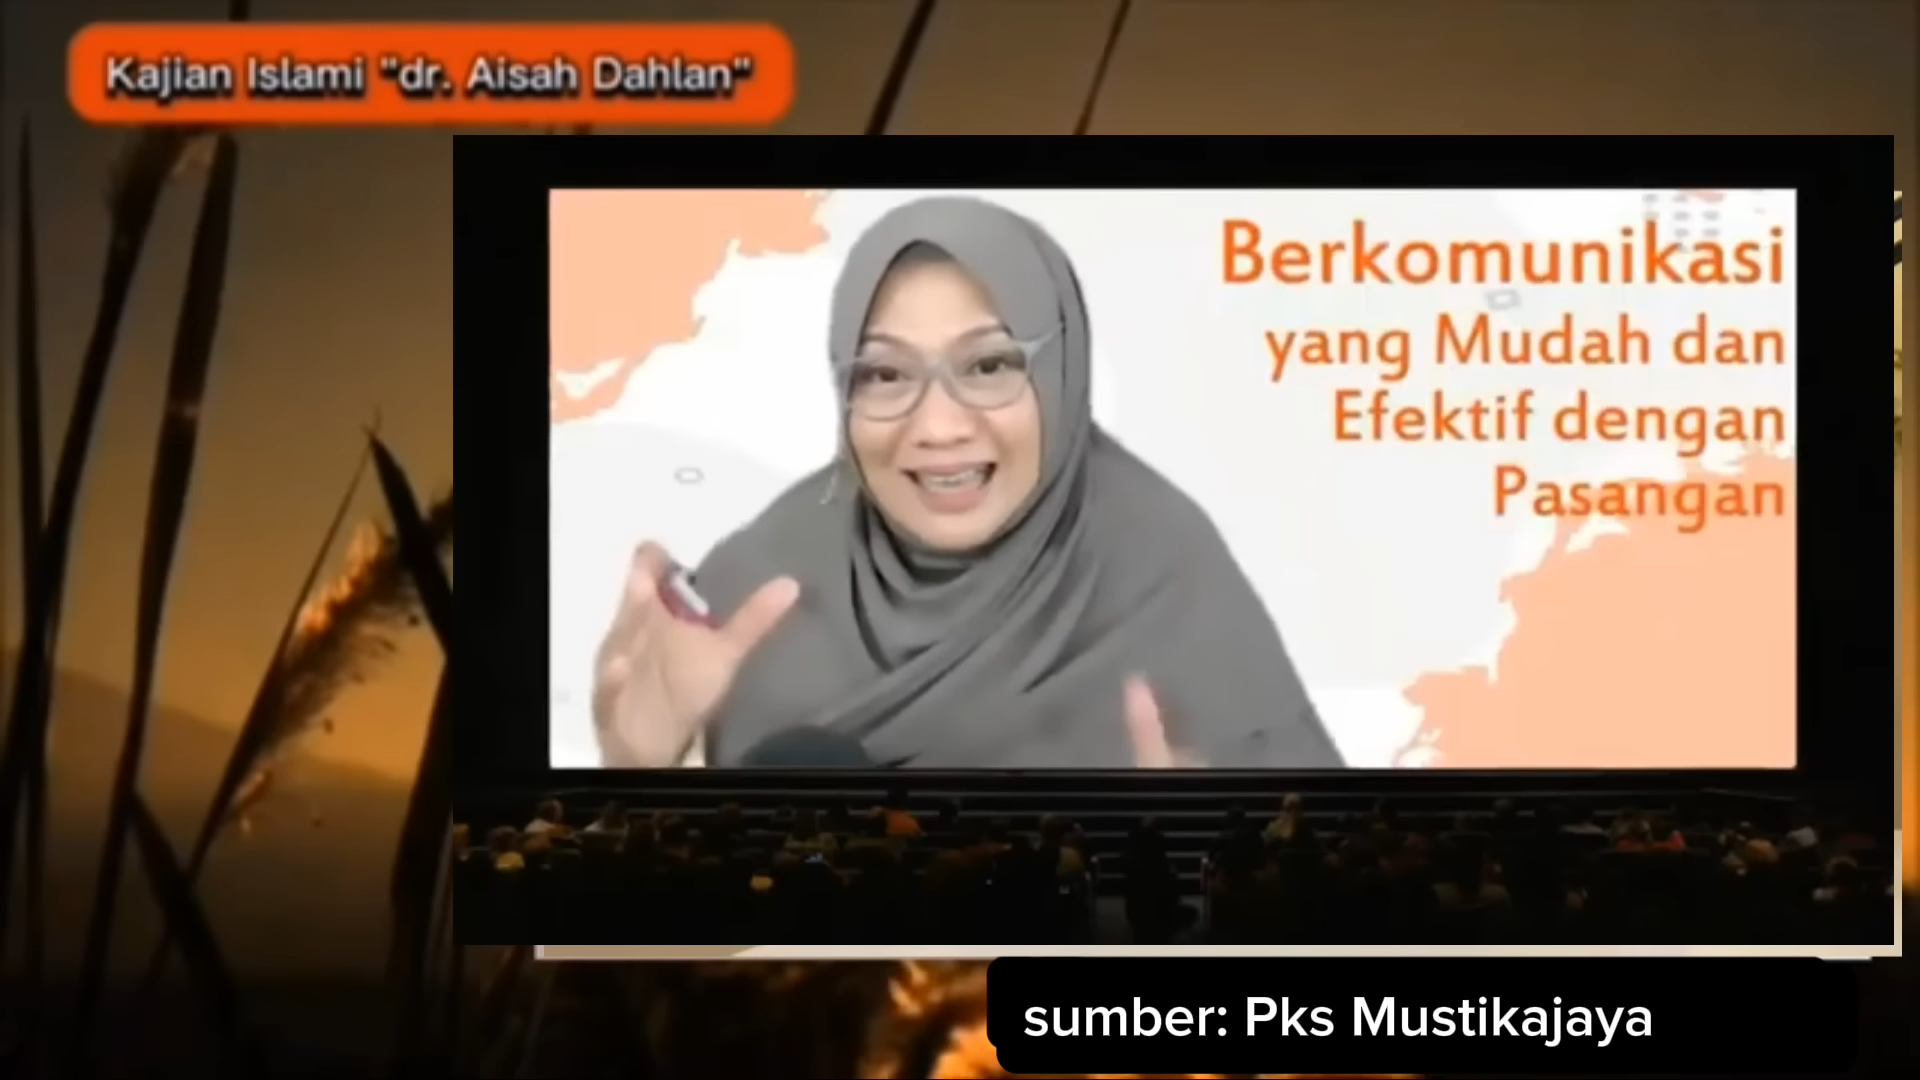 Kajian Islami "dr. Aisah Dahlan"
Berkomunikasi
yang Mudah dan
Efektif dengan
Pasangan
sumber: Pks Mustikajaya